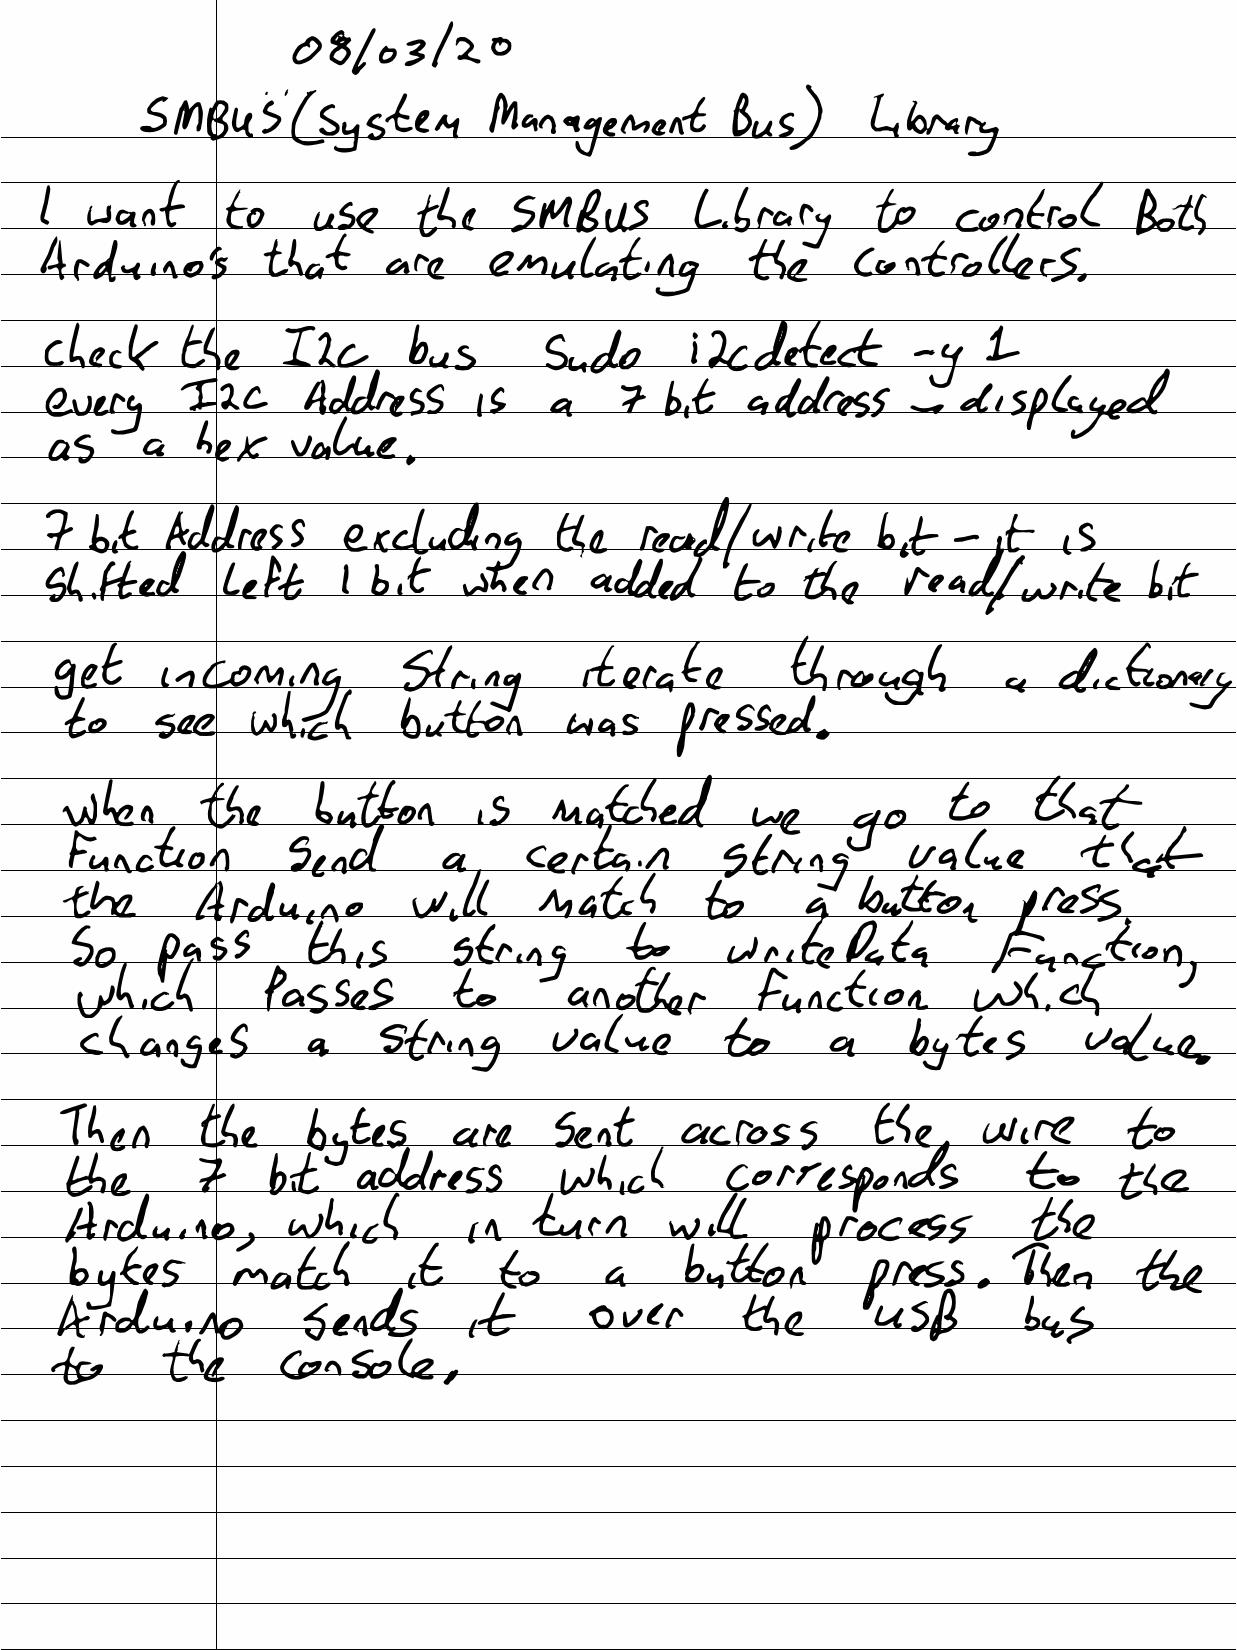 08/03/20
SMBUS (System Management Bus) Library
I want to use the SMBUS Library to control Both
Arduino's that are emulating the controllers.
check the I2C bus Sudo i2cdetect -y 1
every I2C Address is a 7 bit address - displayed
as a hex value.
7 bit Address excluding the read/write bit - it is
Shifted Left 1 bit when added to the read/write bit
get incoming String iterate through a dictionary
to see which button was pressed.
when the button is matched we go to that
Function Send a certain string value that
the Arduino will match to a button press.
So pass this string to writeData Function,
which Passes to another Function which
changes a string value to a bytes value.
Then the bytes are sent across the wire to
the 7 bit address which corresponds to the
Arduino, which in turn will process the
bytes match it to a button press. Then the
Arduino sends it over the USB bus
to the console.